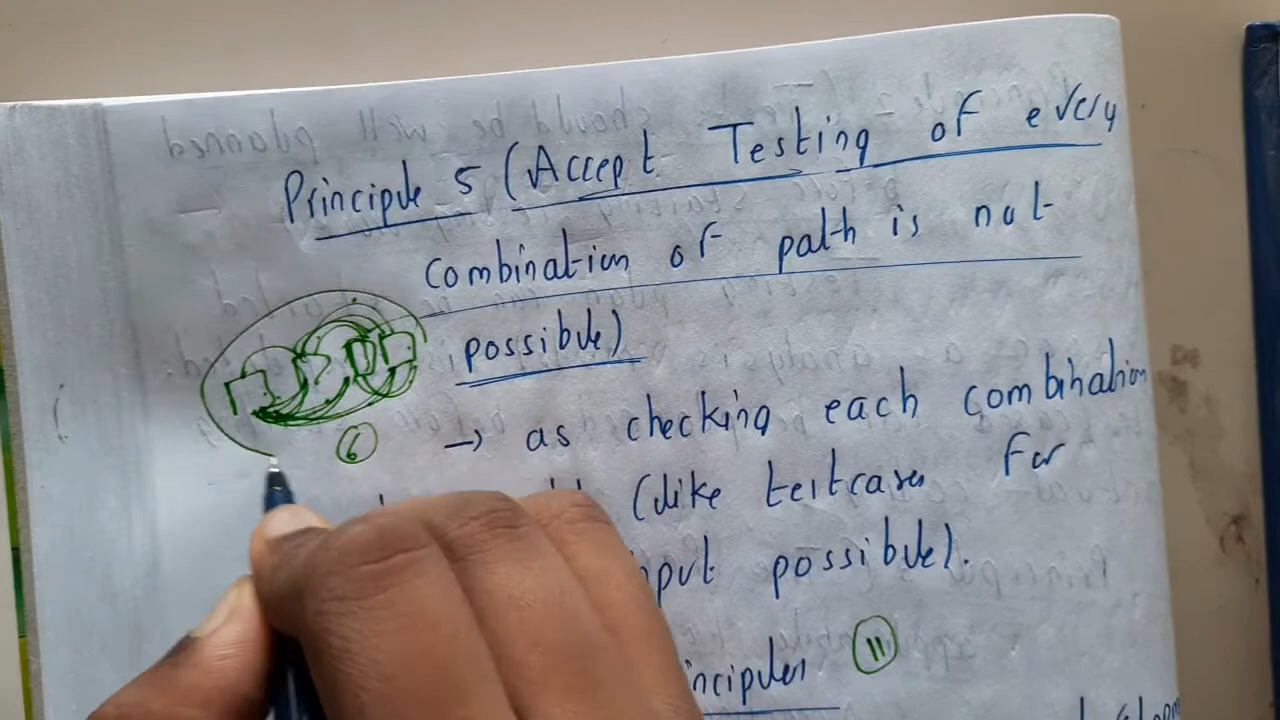 Principle 5 (Accept Testing of every
combination of path is not
possible)
⑥ → as checking each combination
(like testcases for
input possible).
principles ⑪